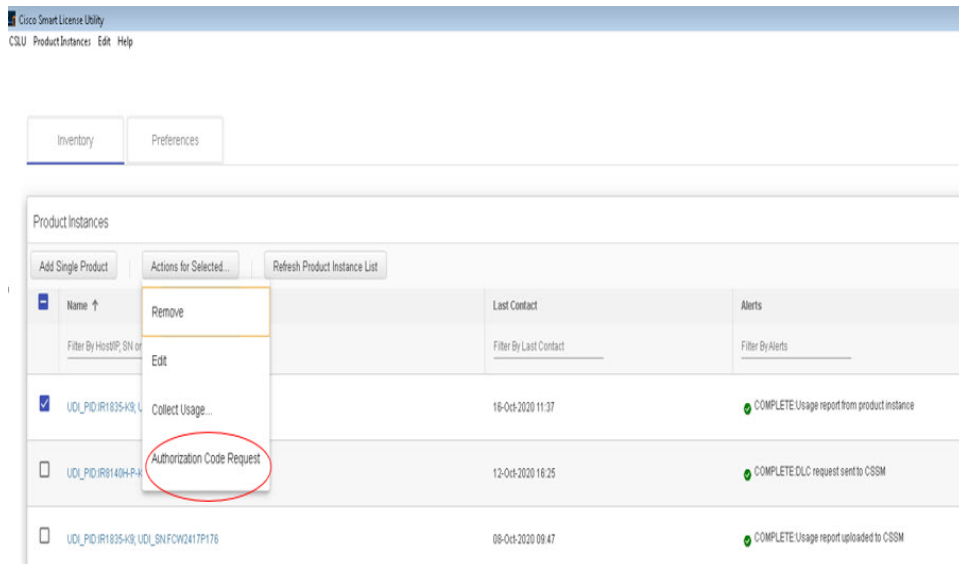 Cisco Smart License Utility
CSLU Product Instances Edit Help
Inventory Preferences
Product Instances
Add Single Product Actions for Selected... Refresh Product Instance List
Name ↑ Last Contact Alerts
Remove
Filter By Host/IP, SN or Filter By Last Contact Filter By Alerts
Edit
UDI_PID:IR1835-K9; U 16-Oct-2020 11:37 COMPLETE:Usage report from product instance
Collect Usage...
Authorization Code Request
UDI_PID:IR8140H-P-K 12-Oct-2020 16:25 COMPLETE:DLC request sent to CSSM
UDI_PID:IR1835-K9; UDI_SN:FCW2417P176 08-Oct-2020 09:47 COMPLETE:Usage report uploaded to CSSM